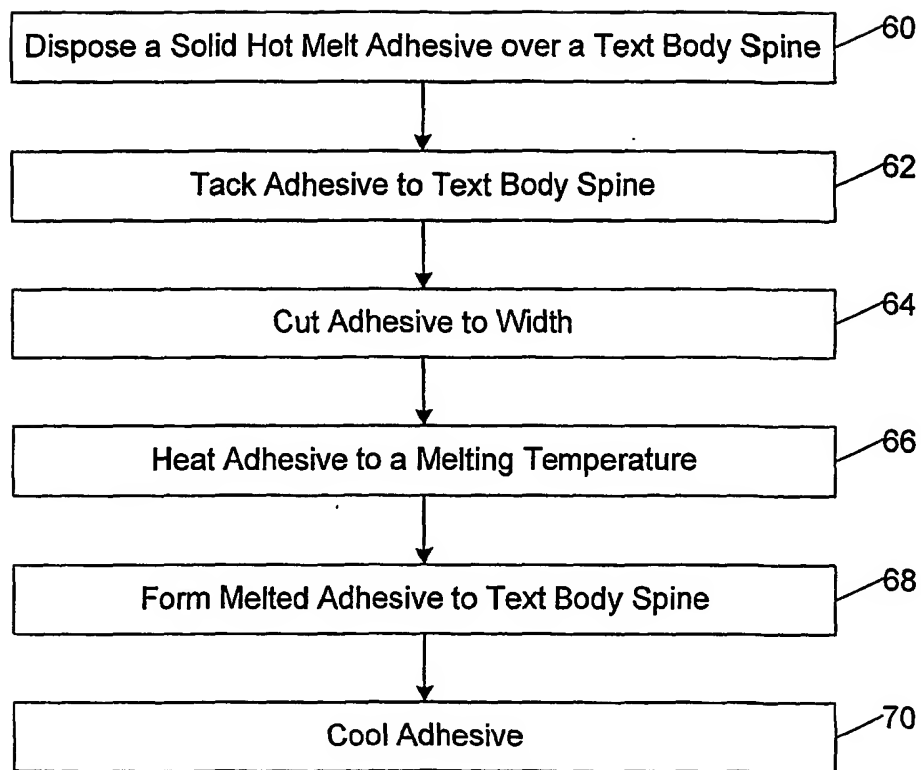 Dispose a Solid Hot Melt Adhesive over a Text Body Spine
60
Tack Adhesive to Text Body Spine
62
Cut Adhesive to Width
64
Heat Adhesive to a Melting Temperature
66
Form Melted Adhesive to Text Body Spine
68
Cool Adhesive
70